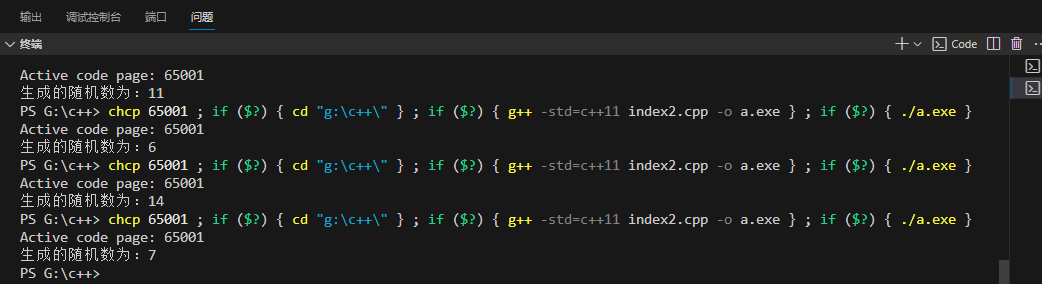 输出 调试控制台 端口 问题
终端 Code
Active code page: 65001
生成的随机数为：11
PS G:\c++> chcp 65001 ; if ($?) { cd "g:\c++\" } ; if ($?) { g++ -std=c++11 index2.cpp -o a.exe } ; if ($?) { ./a.exe }
Active code page: 65001
生成的随机数为：6
PS G:\c++> chcp 65001 ; if ($?) { cd "g:\c++\" } ; if ($?) { g++ -std=c++11 index2.cpp -o a.exe } ; if ($?) { ./a.exe }
Active code page: 65001
生成的随机数为：14
PS G:\c++> chcp 65001 ; if ($?) { cd "g:\c++\" } ; if ($?) { g++ -std=c++11 index2.cpp -o a.exe } ; if ($?) { ./a.exe }
Active code page: 65001
生成的随机数为：7
PS G:\c++>